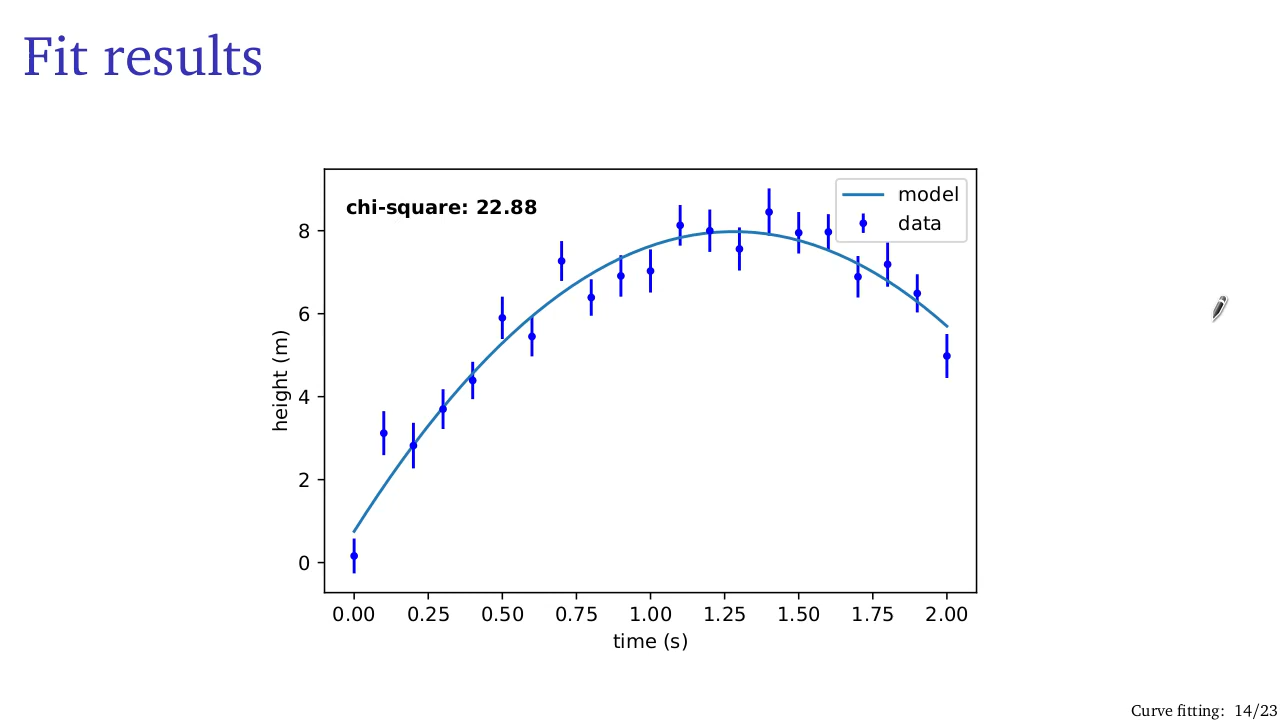 Fit results
chi-square: 22.88
model
data
height (m)
8
6
4
2
0
0.00 0.25 0.50 0.75 1.00 1.25 1.50 1.75 2.00
time (s)
Curve fitting: 14/23